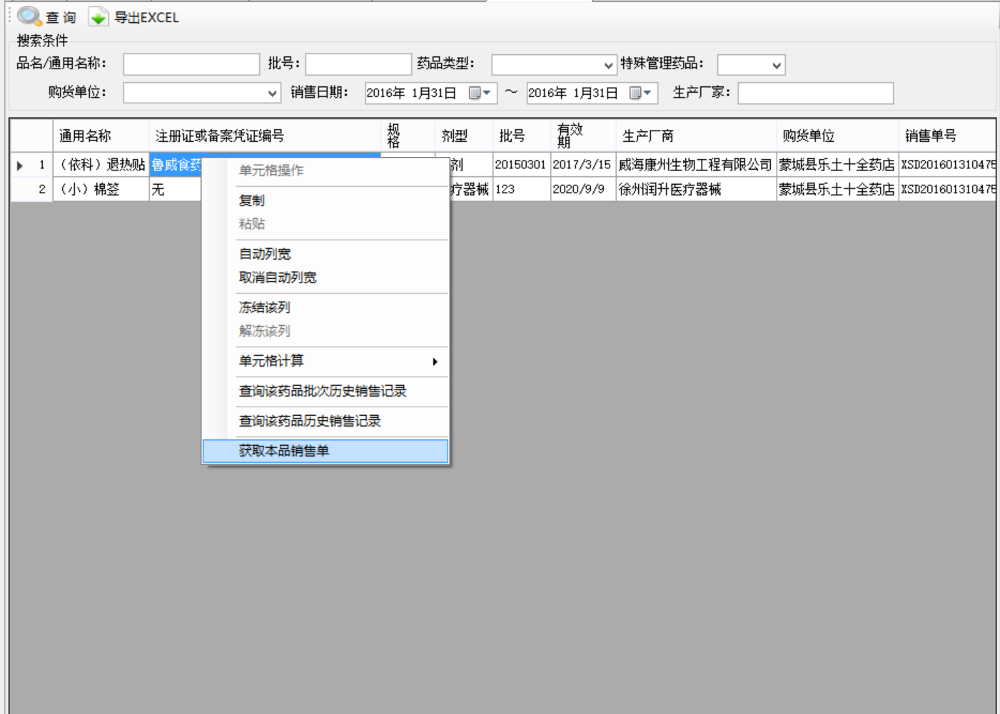 查 询 导出EXCEL
搜索条件
品名/通用名称： 批号： 药品类型： 特殊管理药品：
购货单位： 销售日期： 2016年 1月31日 ～ 2016年 1月31日 生产厂家：
通用名称 注册证或备案凭证编号 规格 剂型 批号 有效期 生产厂商 购货单位 销售单号
1 （依科）退热贴 鲁威食药 剂 20150301 2017/3/15 威海康州生物工程有限公司 蒙城县乐土十全药店 XSD201601310475
2 （小）棉签 无 疗器械 123 2020/9/9 徐州润升医疗器械 蒙城县乐土十全药店 XSD201601310475
单元格操作
复制
粘贴
自动列宽
取消自动列宽
冻结该列
解冻该列
单元格计算
查询该药品批次历史销售记录
查询该药品历史销售记录
获取本品销售单